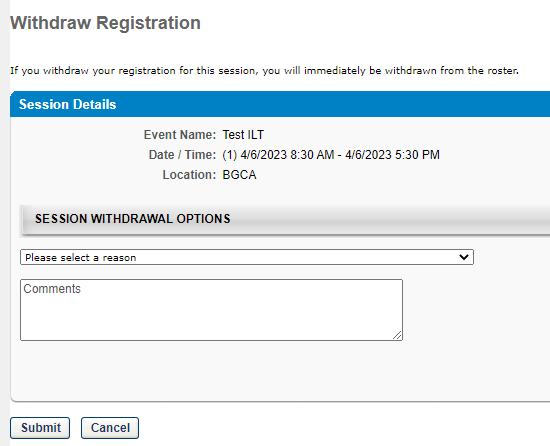 Withdraw Registration
If you withdraw your registration for this session, you will immediately be withdrawn from the roster.
Session Details
Event Name: Test ILT
Date / Time: (1) 4/6/2023 8:30 AM - 4/6/2023 5:30 PM
Location: BGCA
SESSION WITHDRAWAL OPTIONS
Please select a reason
Comments
Submit Cancel